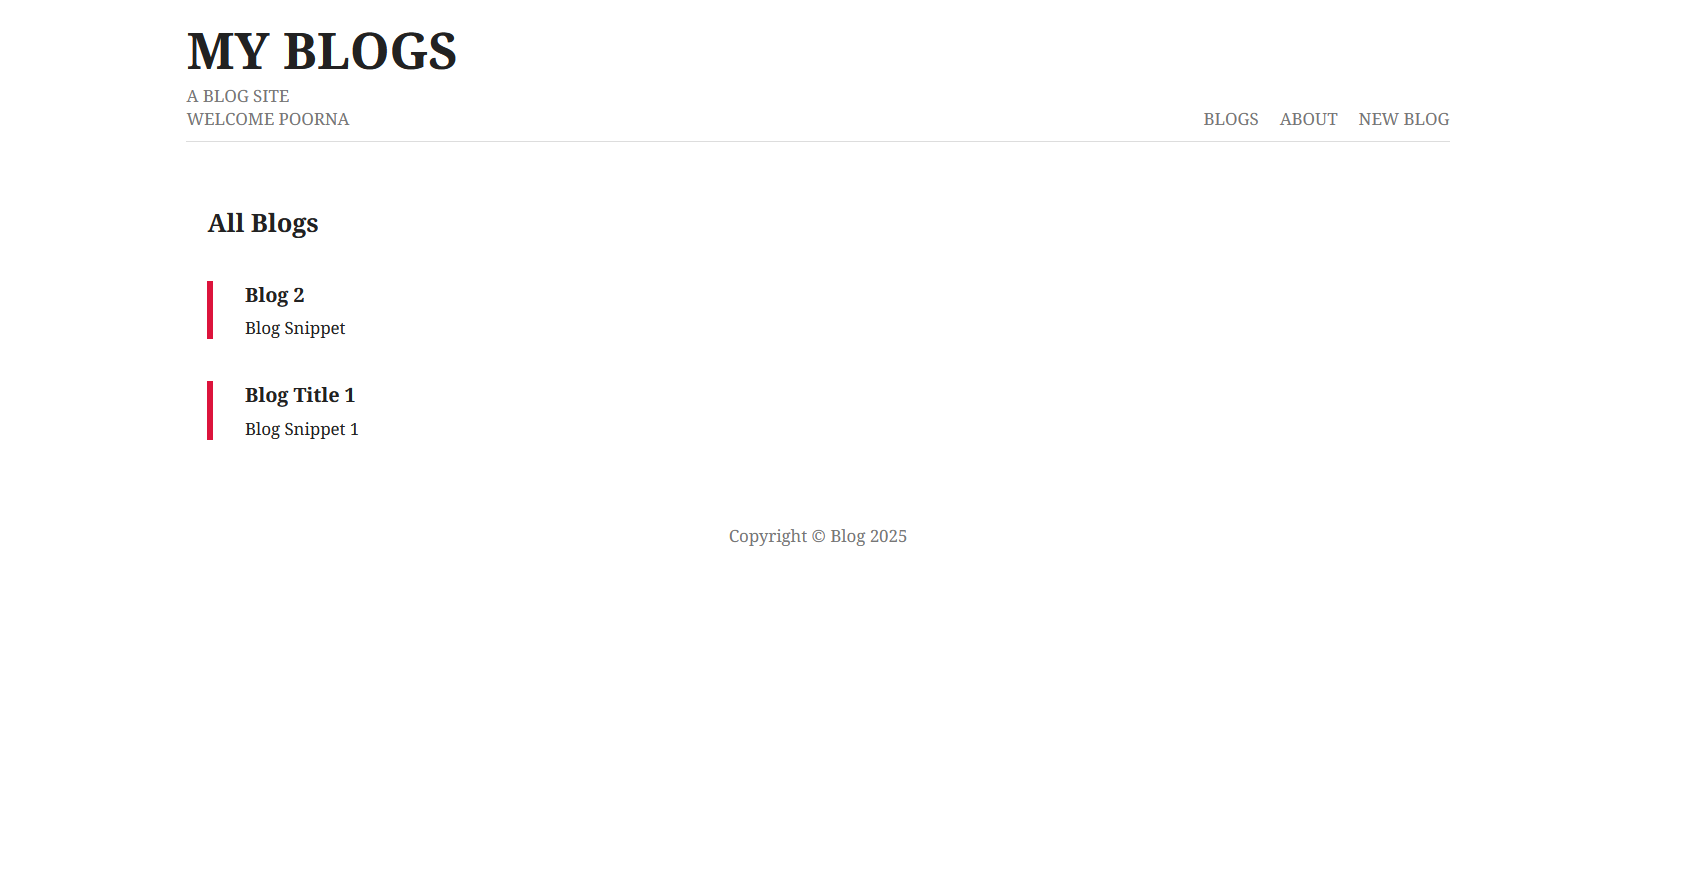 MY BLOGS
A BLOG SITE
WELCOME POORNA
BLOGS ABOUT NEW BLOG
All Blogs
Blog 2
Blog Snippet
Blog Title 1
Blog Snippet 1
Copyright © Blog 2025